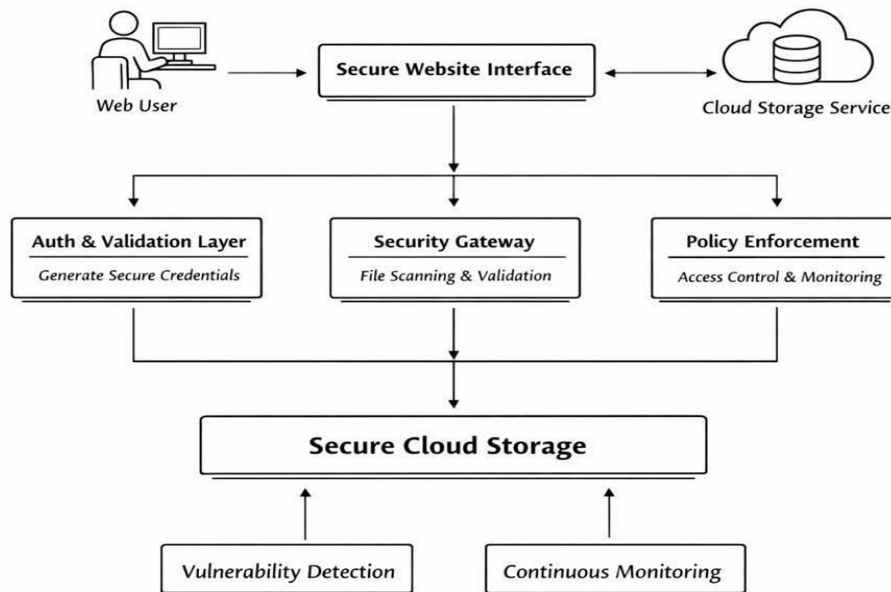 Secure Website Interface
Web User
Cloud Storage Service
Auth & Validation Layer
Generate Secure Credentials
Security Gateway
File Scanning & Validation
Policy Enforcement
Access Control & Monitoring
Secure Cloud Storage
Vulnerability Detection
Continuous Monitoring